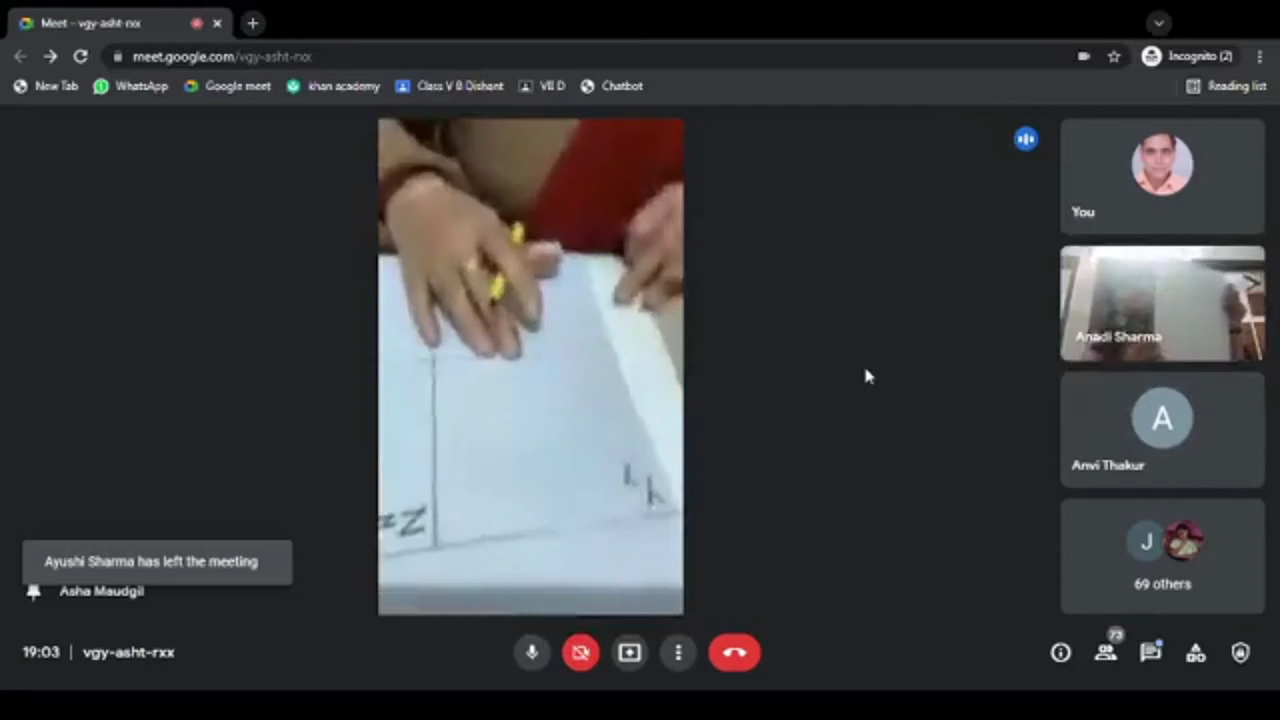 Meet - vgy-asht-rxx
meet.google.com/vgy-asht-rxx
Incognito (2)
New Tab
WhatsApp
Google meet
khan academy
Class V B Dishant
VII D
Chatbot
Reading list
You
Anadi Sharma
A
Anvi Thakur
J
69 others
Ayushi Sharma has left the meeting
Asha Maudgil
19:03 | vgy-asht-rxx
73